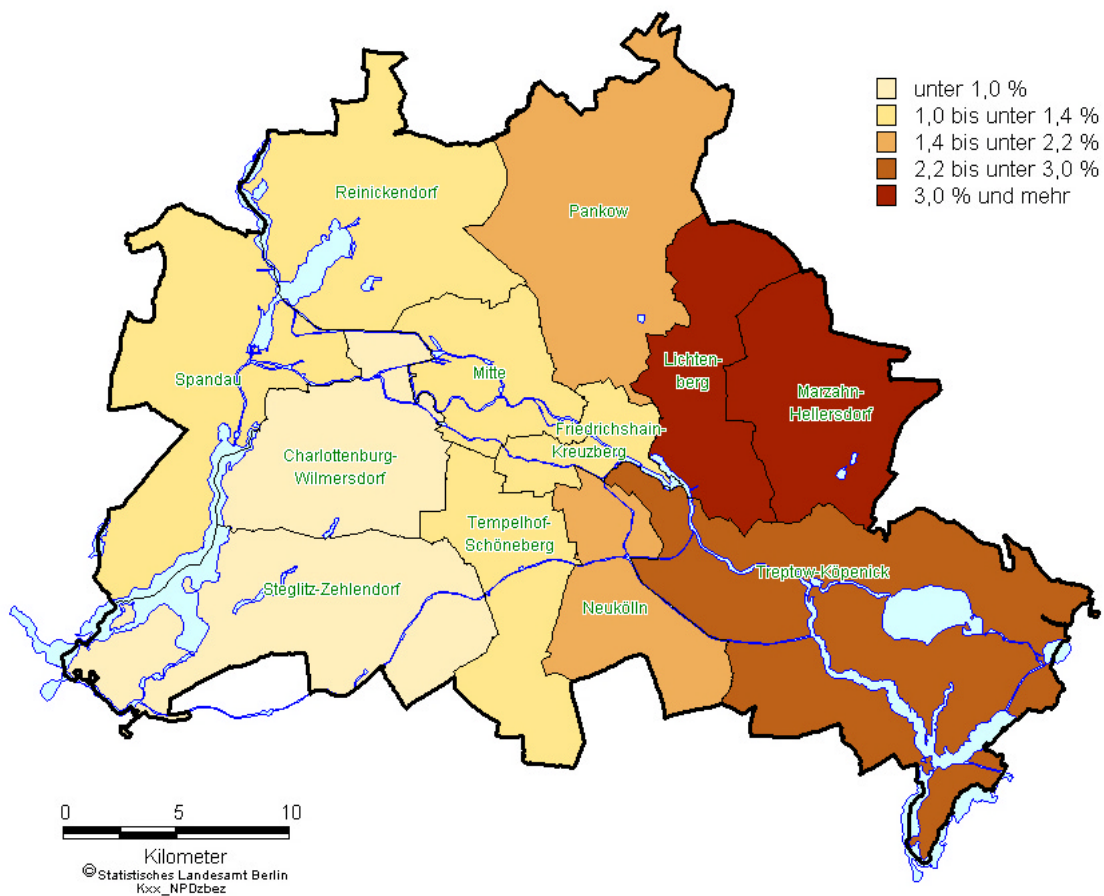 unter 1,0 %
1,0 bis unter 1,4 %
1,4 bis unter 2,2 %
2,2 bis unter 3,0 %
3,0 % und mehr
Reinickendorf
Pankow
Lichten-
berg
Marzahn-
Hellersdorf
Spandau
Mitte
Friedrichshain-
Kreuzberg
Charlottenburg-
Wilmersdorf
Tempelhof-
Schöneberg
Treptow-Köpenick
Steglitz-Zehlendorf
Neukölln
0 5 10
Kilometer
©Statistisches Landesamt Berlin
Kxx_NPDzbez